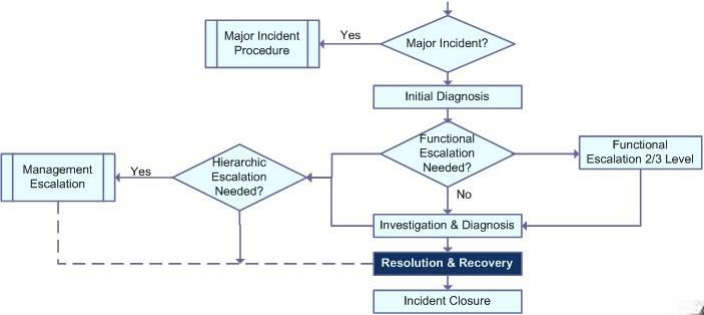 Major Incident
Procedure
Yes
Major Incident?
Initial Diagnosis
Functional
Escalation
Needed?
Functional
Escalation 2/3 Level
Hierarchic
Escalation
Needed?
Yes
Management
Escalation
No
Investigation & Diagnosis
Resolution & Recovery
Incident Closure